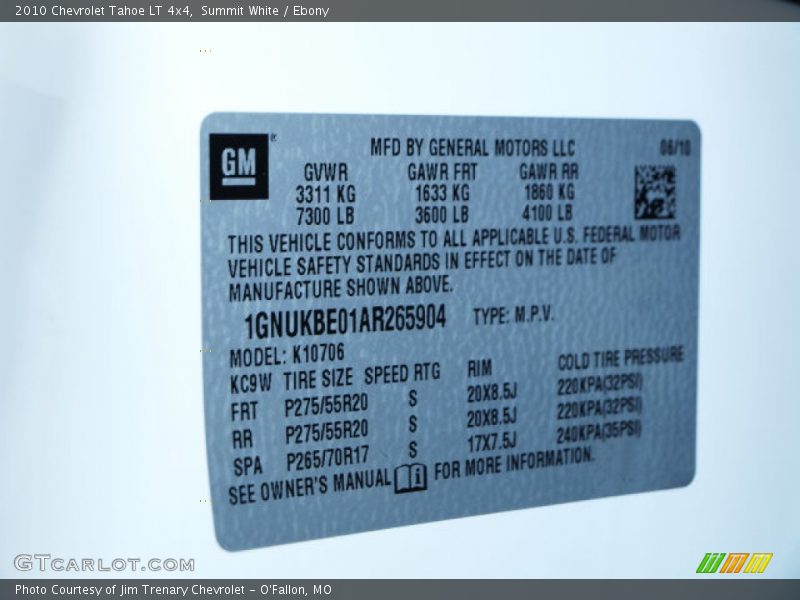 2010 Chevrolet Tahoe LT 4x4, Summit White / Ebony
GM®
MFD BY GENERAL MOTORS LLC 06/10
GVWR GAWR FRT GAWR RR
3311 KG 1633 KG 1860 KG
7300 LB 3600 LB 4100 LB
THIS VEHICLE CONFORMS TO ALL APPLICABLE U.S. FEDERAL MOTOR
VEHICLE SAFETY STANDARDS IN EFFECT ON THE DATE OF
MANUFACTURE SHOWN ABOVE.
1GNUKBE01AR265904 TYPE: M.P.V.
MODEL: K10706
KC9W TIRE SIZE SPEED RTG RIM COLD TIRE PRESSURE
FRT P275/55R20 S 20X8.5J 220KPA(32PSI)
RR P275/55R20 S 20X8.5J 220KPA(32PSI)
SPA P265/70R17 S 17X7.5J 240KPA(35PSI)
SEE OWNER'S MANUAL i FOR MORE INFORMATION.
GTCARLOT.COM
Photo Courtesy of Jim Trenary Chevrolet - O'Fallon, MO